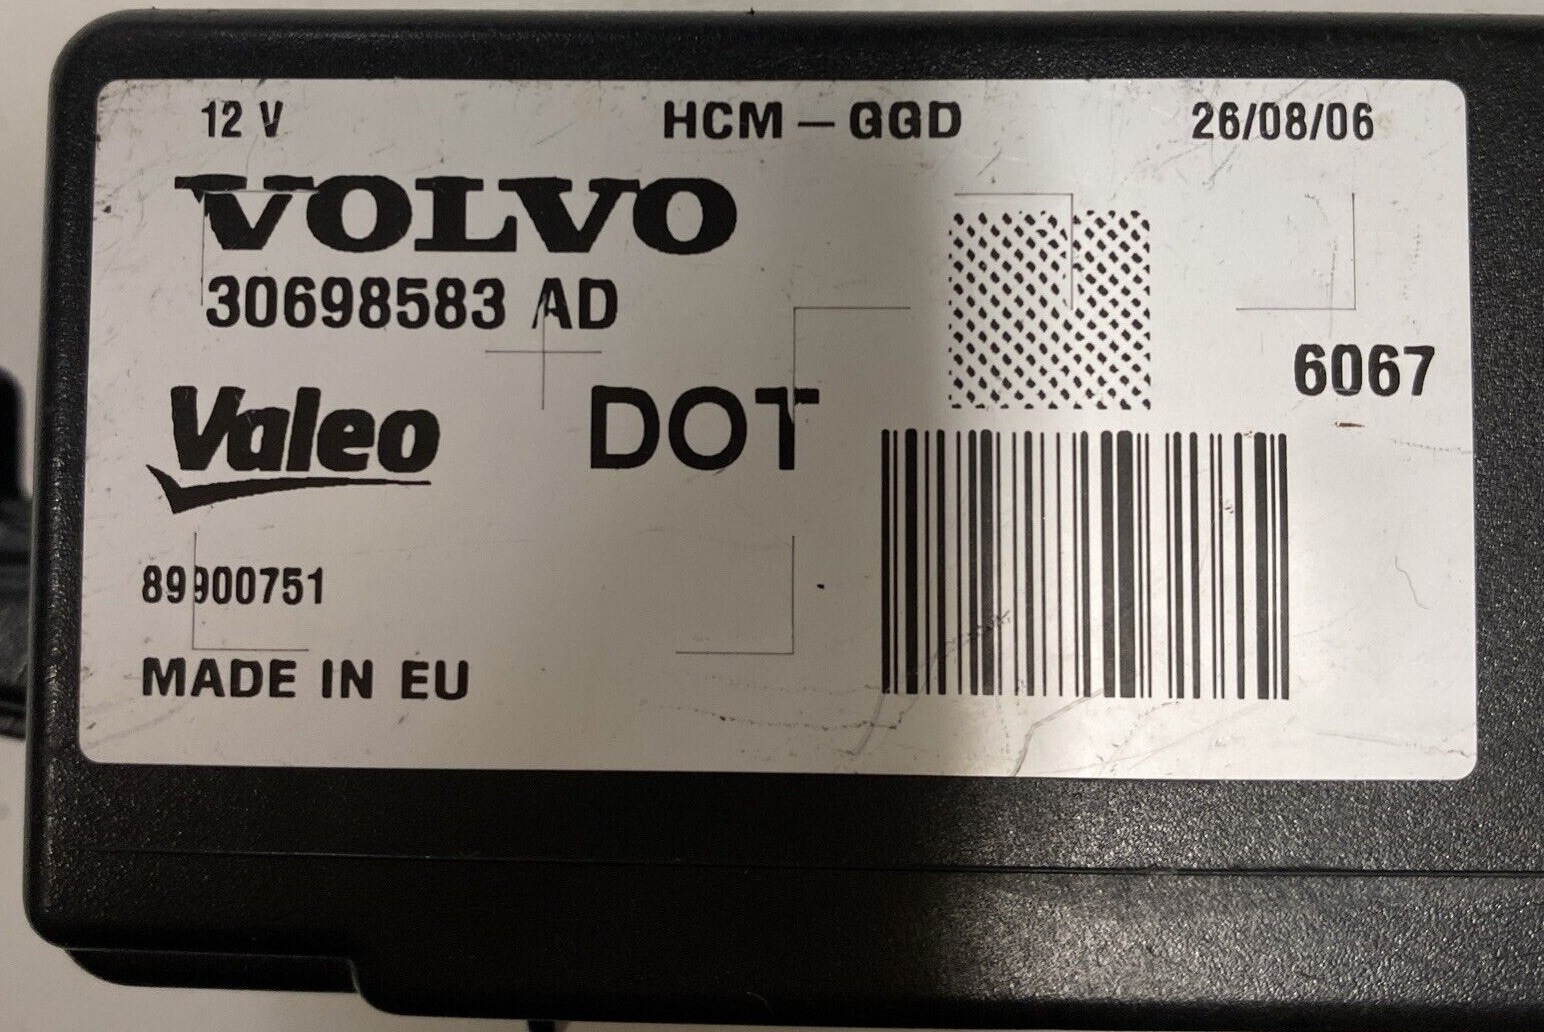 12 V HCM – GGD 26/08/06
VOLVO
30698583 AD
6067
Valeo DOT
89900751
MADE IN EU